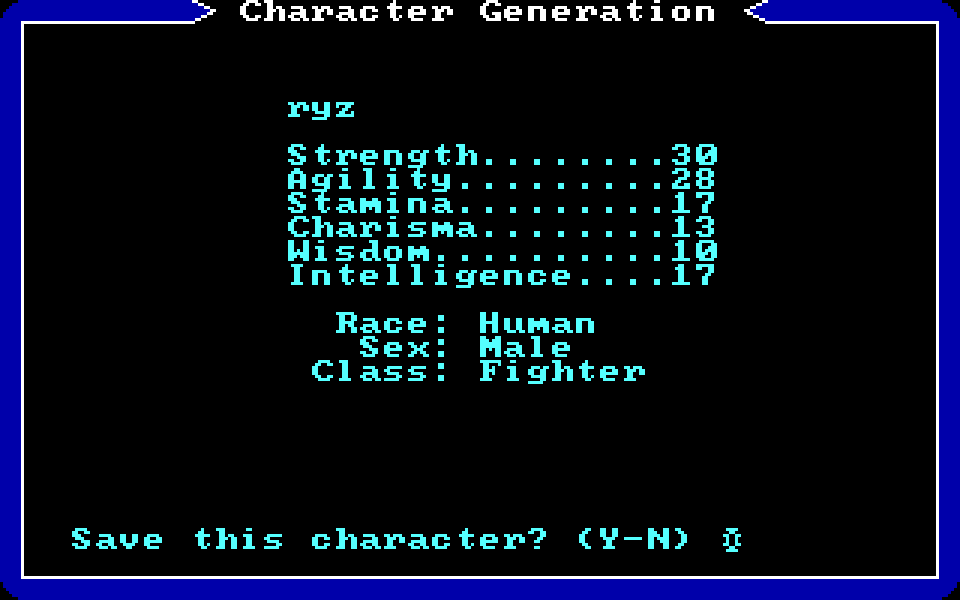 Character Generation
ryz
Strength........30
Agility.........28
Stamina.........17
Charisma........13
Wisdom..........10
Intelligence....17
Race: Human
Sex: Male
Class: Fighter
Save this character? (Y-N)